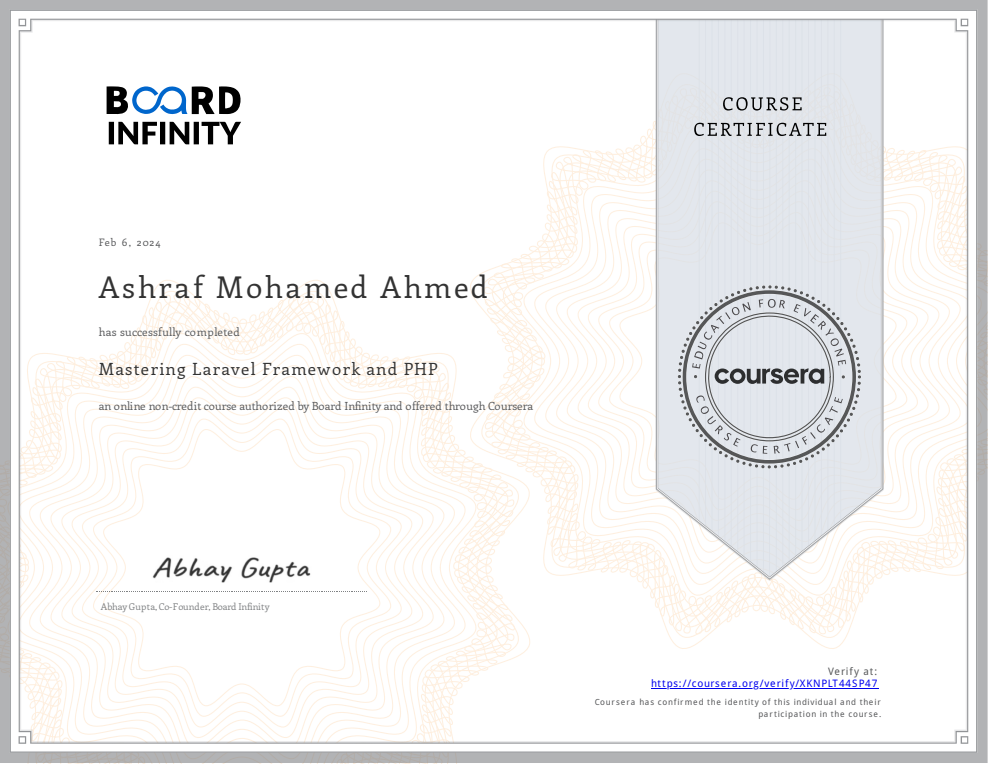 BOARD
INFINITY
COURSE
CERTIFICATE
Feb 6, 2024
Ashraf Mohamed Ahmed
has successfully completed
Mastering Laravel Framework and PHP
an online non-credit course authorized by Board Infinity and offered through Coursera
EDUCATION FOR EVERYONE
coursera
COURSE CERTIFICATE
Abhay Gupta
Abhay Gupta, Co-Founder, Board Infinity
Verify at:
https://coursera.org/verify/XKNPLT44SP47
Coursera has confirmed the identity of this individual and their
participation in the course.